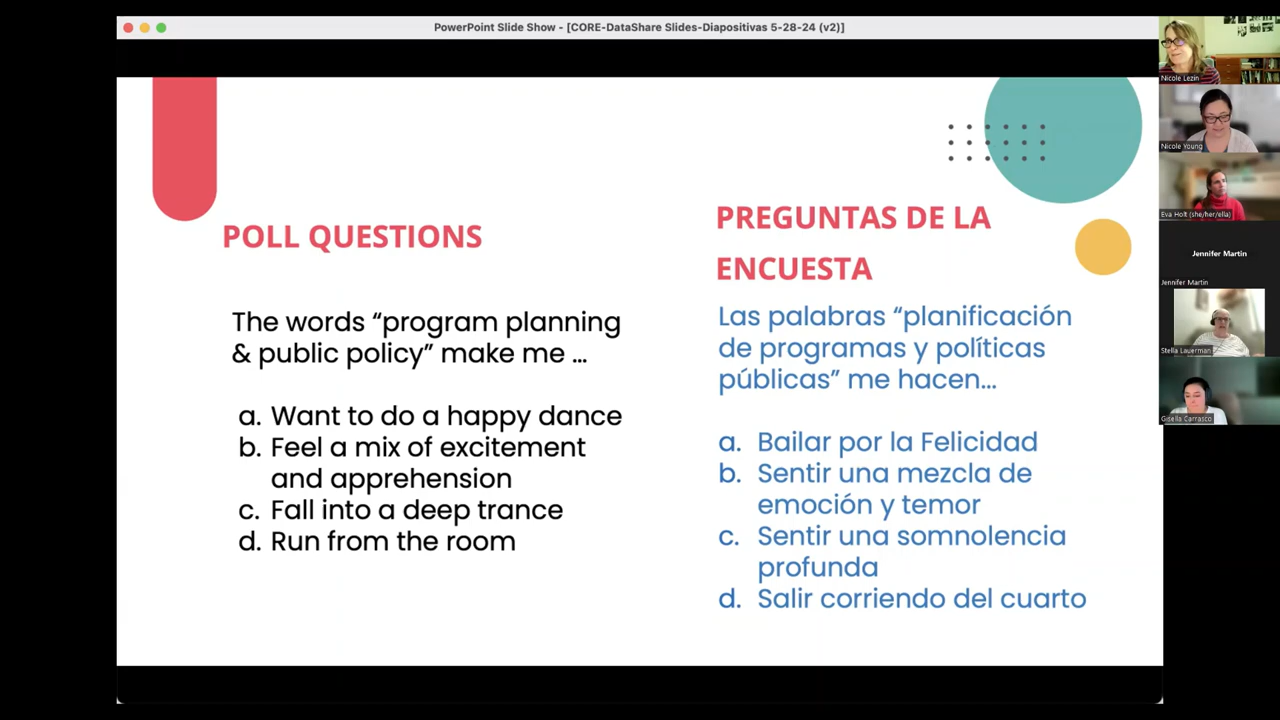 PowerPoint Slide Show - [CORE-DataShare Slides-Diapositivas 5-28-24 (v2)]
POLL QUESTIONS
The words “program planning
& public policy” make me ...
a. Want to do a happy dance
b. Feel a mix of excitement
and apprehension
c. Fall into a deep trance
d. Run from the room
PREGUNTAS DE LA
ENCUESTA
Las palabras “planificación
de programas y políticas
públicas” me hacen...
a. Bailar por la Felicidad
b. Sentir una mezcla de
emoción y temor
c. Sentir una somnolencia
profunda
d. Salir corriendo del cuarto
Nicole Lezin
Nicole Young
Eva Holt (she/her/ella)
Jennifer Martin
Jennifer Martin
Stella Lauerman
Gisella Carrasco